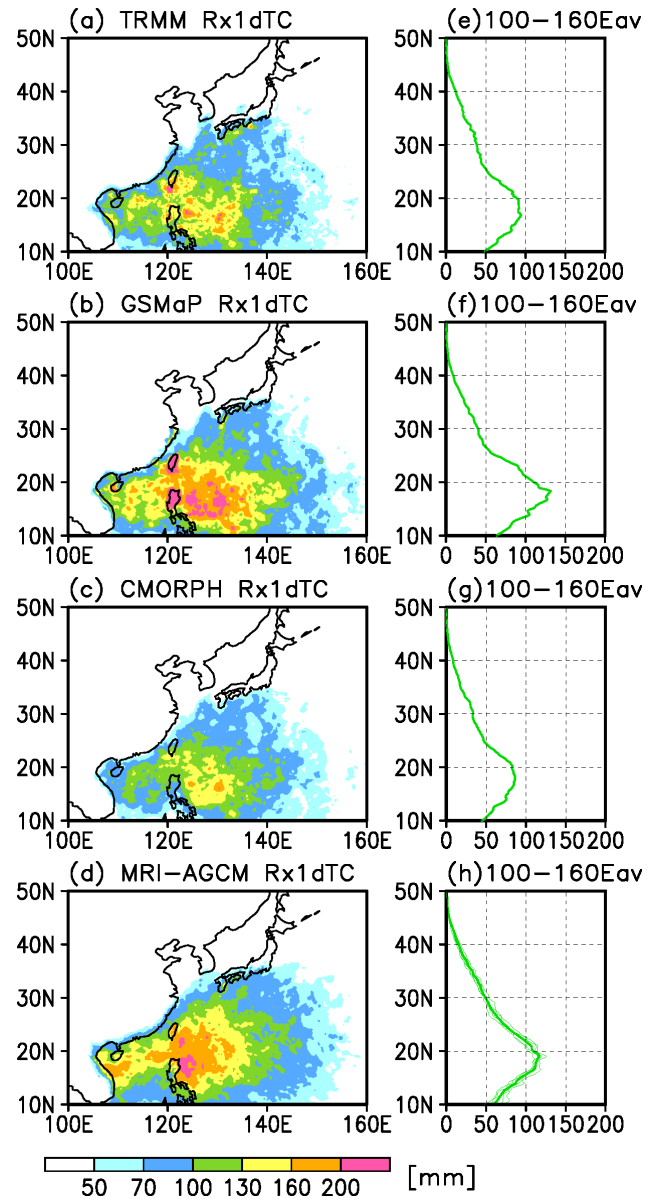 (a) TRMM Rx1dTC
(e)100−160Eav
50N
40N
30N
20N
10N
100E 120E 140E 160E
50N
40N
30N
20N
10N
0 50 100 150 200
(b) GSMaP Rx1dTC
(f)100−160Eav
50N
40N
30N
20N
10N
100E 120E 140E 160E
50N
40N
30N
20N
10N
0 50 100 150 200
(c) CMORPH Rx1dTC
(g)100−160Eav
50N
40N
30N
20N
10N
100E 120E 140E 160E
50N
40N
30N
20N
10N
0 50 100 150 200
(d) MRI−AGCM Rx1dTC
(h)100−160Eav
50N
40N
30N
20N
10N
100E 120E 140E 160E
50N
40N
30N
20N
10N
0 50 100 150 200
50 70 100 130 160 200 [mm]